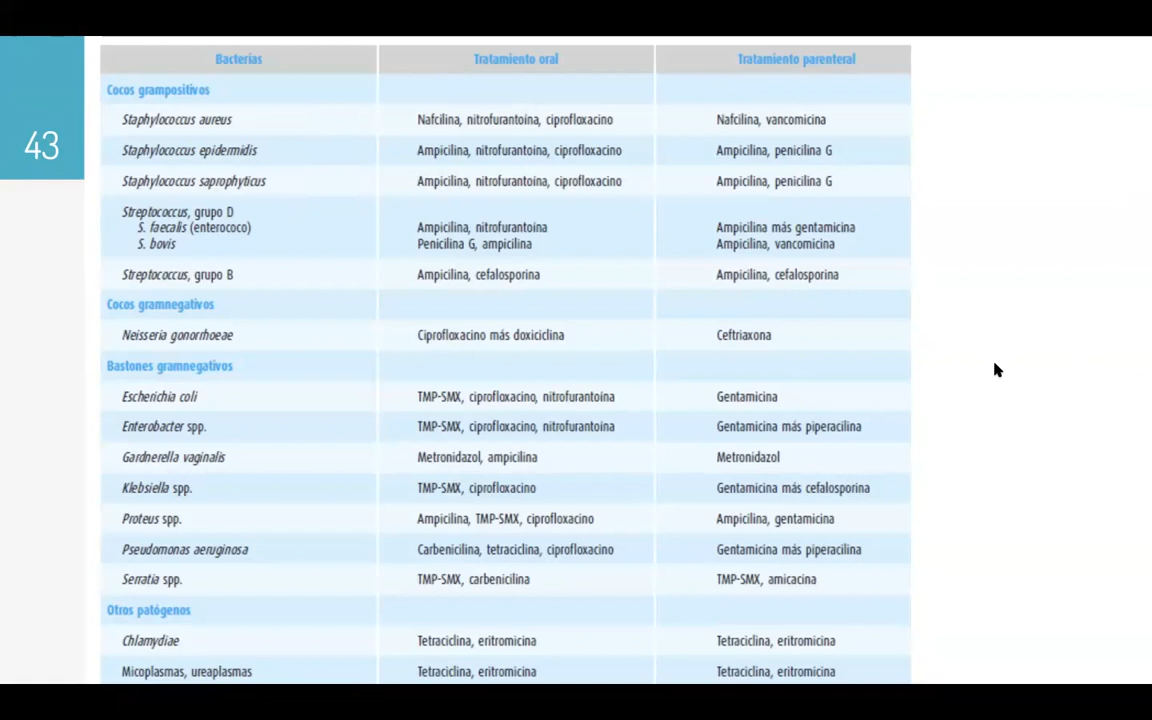 43
Bacterias Tratamiento oral Tratamiento parenteral
Cocos grampositivos
Staphylococcus aureus Nafcilina, nitrofurantoina, ciprofloxacino Nafcilina, vancomicina
Staphylococcus epidermidis Ampicilina, nitrofurantoina, ciprofloxacino Ampicilina, penicilina G
Staphylococcus saprophyticus Ampicilina, nitrofurantoina, ciprofloxacino Ampicilina, penicilina G
Streptococcus, grupo D
S. faecalis (enterococo) Ampicilina, nitrofurantoina Ampicilina más gentamicina
S. bovis Penicilina G, ampicilina Ampicilina, vancomicina
Streptococcus, grupo B Ampicilina, cefalosporina Ampicilina, cefalosporina
Cocos gramnegativos
Neisseria gonorrhoeae Ciprofloxacino más doxiciclina Ceftriaxona
Bastones gramnegativos
Escherichia coli TMP-SMX, ciprofloxacino, nitrofurantoina Gentamicina
Enterobacter spp. TMP-SMX, ciprofloxacino, nitrofurantoina Gentamicina más piperacilina
Gardnerella vaginalis Metronidazol, ampicilina Metronidazol
Klebsiella spp. TMP-SMX, ciprofloxacino Gentamicina más cefalosporina
Proteus spp. Ampicilina, TMP-SMX, ciprofloxacino Ampicilina, gentamicina
Pseudomonas aeruginosa Carbenicilina, tetraciclina, ciprofloxacino Gentamicina más piperacilina
Serratia spp. TMP-SMX, carbenicilina TMP-SMX, amicacina
Otros patógenos
Chlamydiae Tetraciclina, eritromicina Tetraciclina, eritromicina
Micoplasmas, ureaplasmas Tetraciclina, eritromicina Tetraciclina, eritromicina